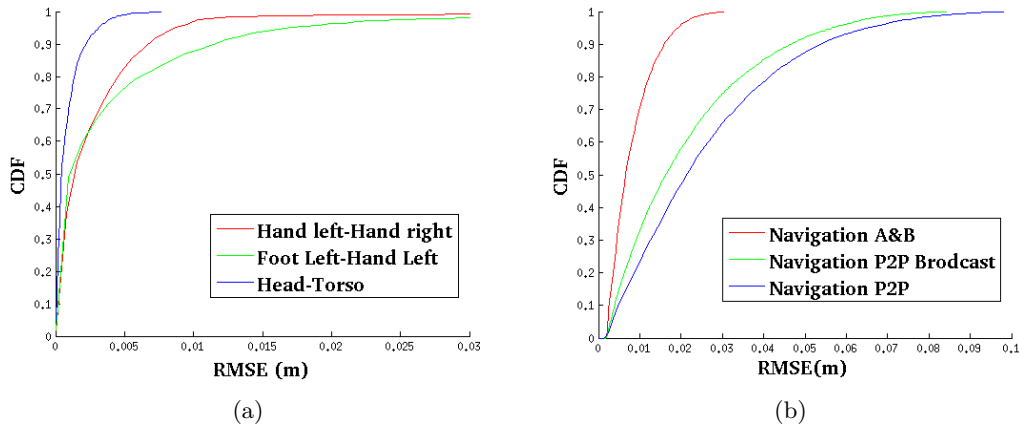 1
0.9
0.8
0.7
0.6
0.5
0.4
0.3
0.2
0.1
0
CDF
0 0.005 0.01 0.015 0.02 0.025 0.03
RMSE (m)
Hand left-Hand right
Foot Left-Hand Left
Head-Torso
(a)
1
0.9
0.8
0.7
0.6
0.5
0.4
0.3
0.2
0.1
0
CDF
0 0.01 0.02 0.03 0.04 0.05 0.06 0.07 0.08 0.09 0.1
RMSE(m)
Navigation A&B
Navigation P2P Brodcast
Navigation P2P
(b)